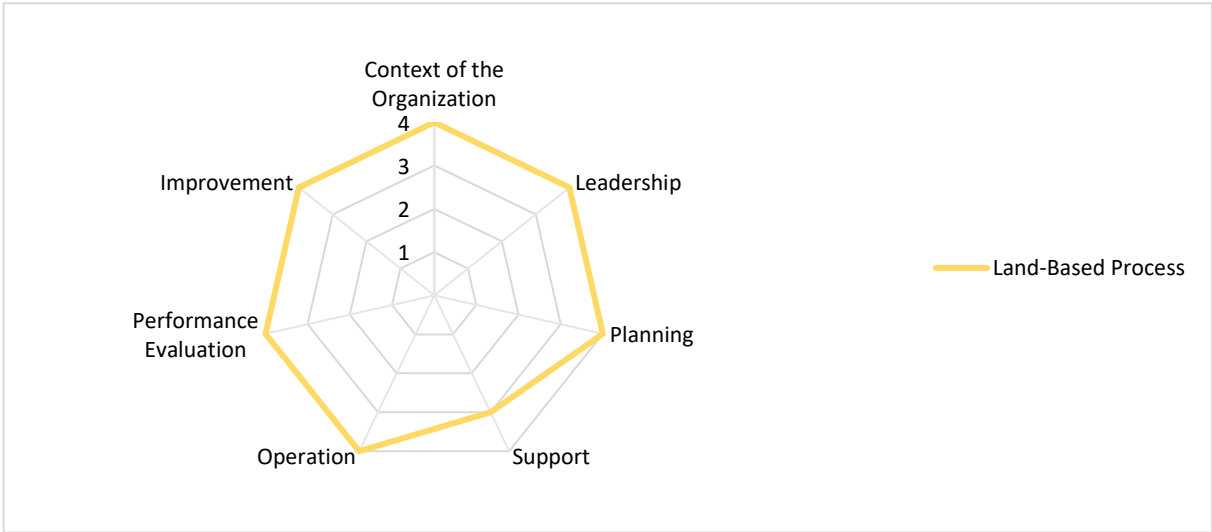 Context of the
Organization
4
3
2
1
Improvement
Leadership
Land-Based Process
Performance
Evaluation
Planning
Operation
Support